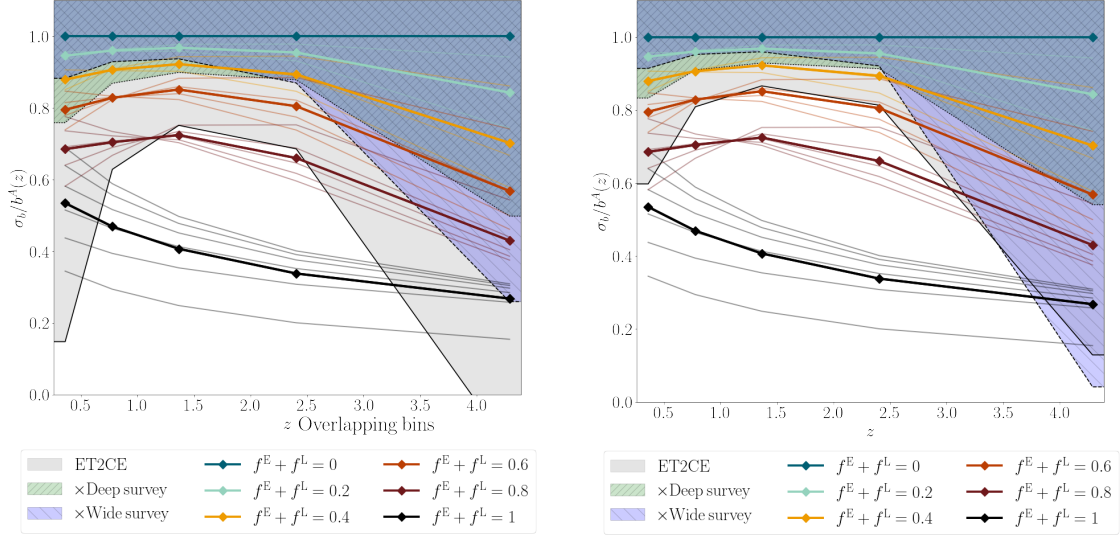 1.0
0.8
0.6
0.4
0.2
0.0
σ_b/b^A(z)
0.5 1.0 1.5 2.0 2.5 3.0 3.5 4.0
z Overlapping bins
ET2CE
×Deep survey
×Wide survey
f^E + f^L = 0
f^E + f^L = 0.2
f^E + f^L = 0.4
f^E + f^L = 0.6
f^E + f^L = 0.8
f^E + f^L = 1
1.0
0.8
0.6
0.4
0.2
0.0
σ_b/b^A(z)
0.5 1.0 1.5 2.0 2.5 3.0 3.5 4.0
z
ET2CE
×Deep survey
×Wide survey
f^E + f^L = 0
f^E + f^L = 0.2
f^E + f^L = 0.4
f^E + f^L = 0.6
f^E + f^L = 0.8
f^E + f^L = 1